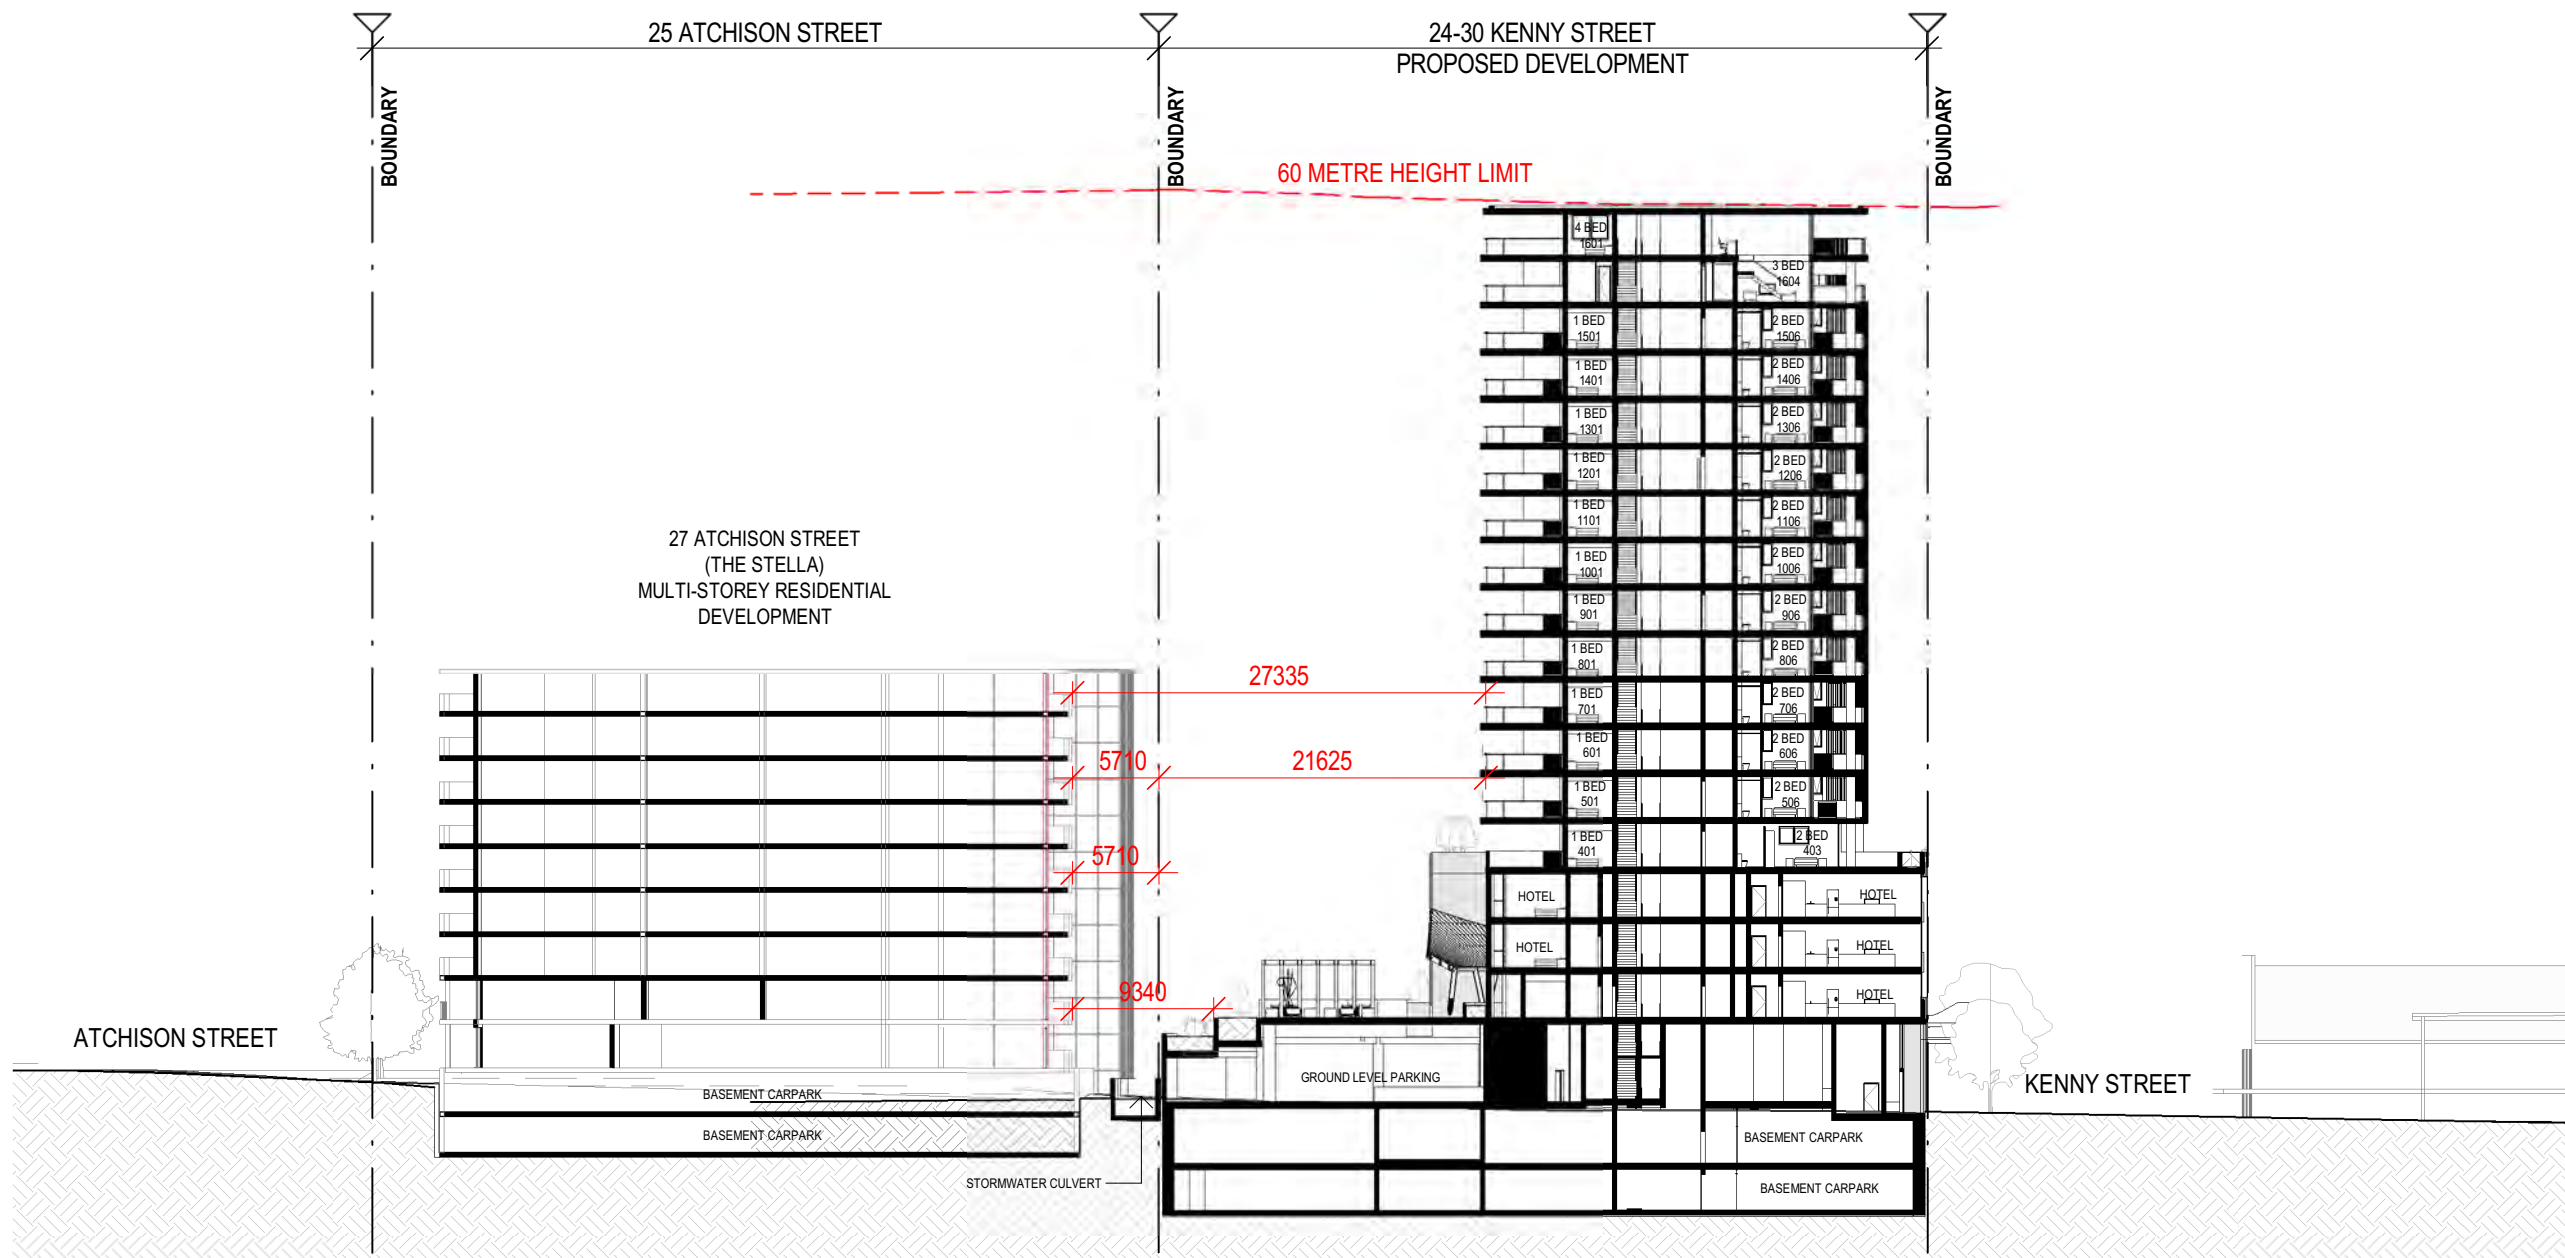 25 ATCHISON STREET
24-30 KENNY STREET
PROPOSED DEVELOPMENT
BOUNDARY
BOUNDARY
BOUNDARY
60 METRE HEIGHT LIMIT
4 BED
1601
3 BED
1604
1 BED
1501
2 BED
1506
1 BED
1401
2 BED
1406
1 BED
1301
2 BED
1306
1 BED
1201
2 BED
1206
1 BED
1101
2 BED
1106
1 BED
1001
2 BED
1006
1 BED
901
2 BED
906
1 BED
801
2 BED
806
1 BED
701
2 BED
706
1 BED
601
2 BED
606
1 BED
501
2 BED
506
1 BED
401
2 BED
403
27 ATCHISON STREET
(THE STELLA)
MULTI-STOREY RESIDENTIAL
DEVELOPMENT
27335
5710
21625
5710
9340
HOTEL
HOTEL
HOTEL
HOTEL
HOTEL
ATCHISON STREET
KENNY STREET
GROUND LEVEL PARKING
BASEMENT CARPARK
BASEMENT CARPARK
BASEMENT CARPARK
BASEMENT CARPARK
STORMWATER CULVERT